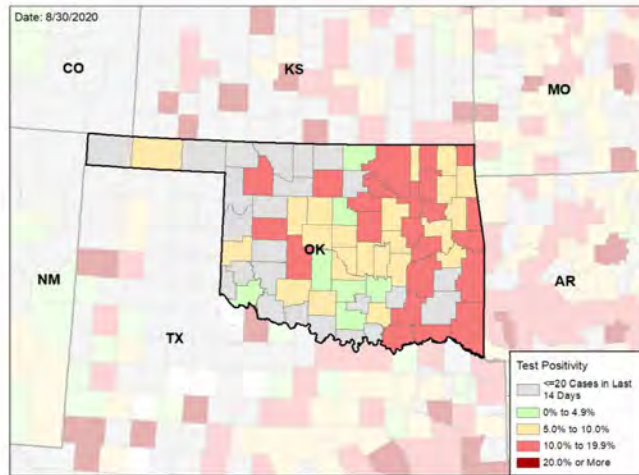 Date: 8/30/2020
CO
KS
MO
OK
NM
AR
TX
Test Positivity
<=20 Cases in Last
14 Days
0% to 4.9%
5.0% to 10.0%
10.0% to 19.9%
20.0% or More